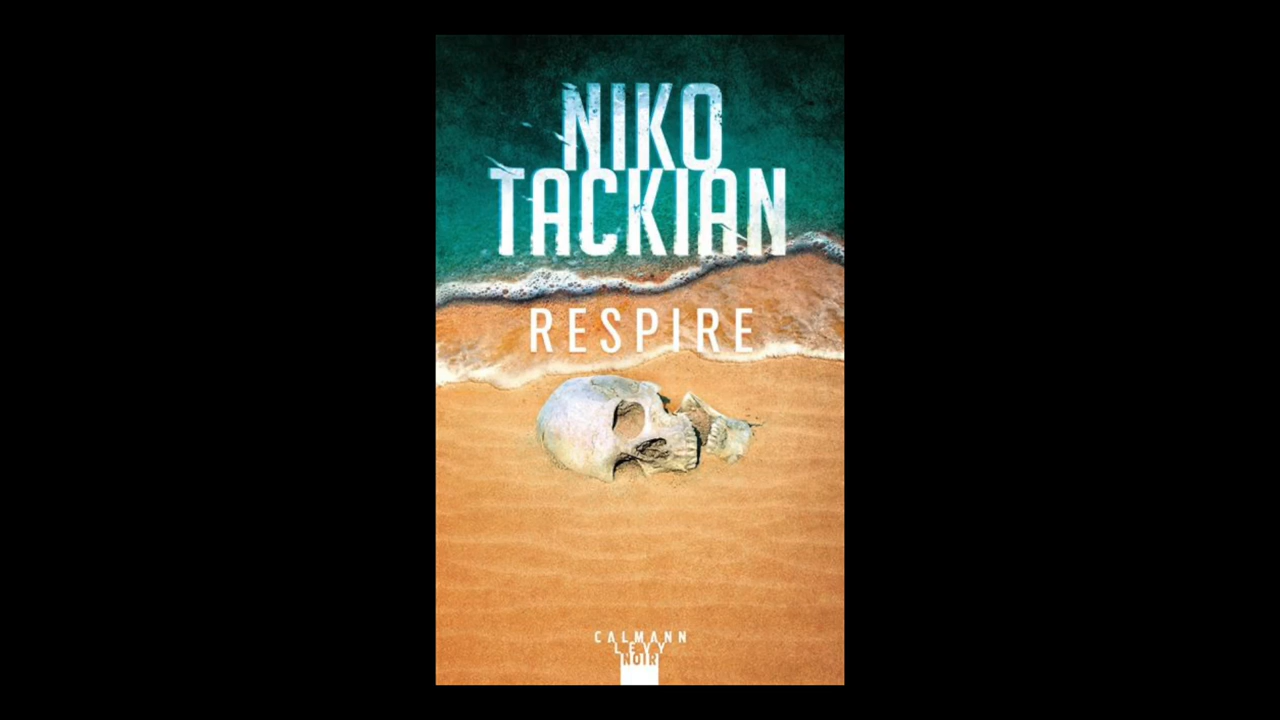 NIKO
TACKIAN
RESPIRE
CALMANN
LEVY
NOIR